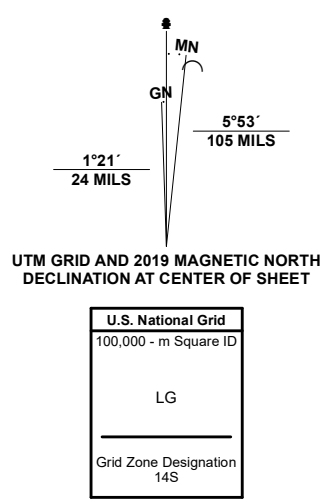 MN
GN
5°53´
105 MILS
1°21´
24 MILS
UTM GRID AND 2019 MAGNETIC NORTH
DECLINATION AT CENTER OF SHEET
U.S. National Grid
100,000 - m Square ID
LG
Grid Zone Designation
14S